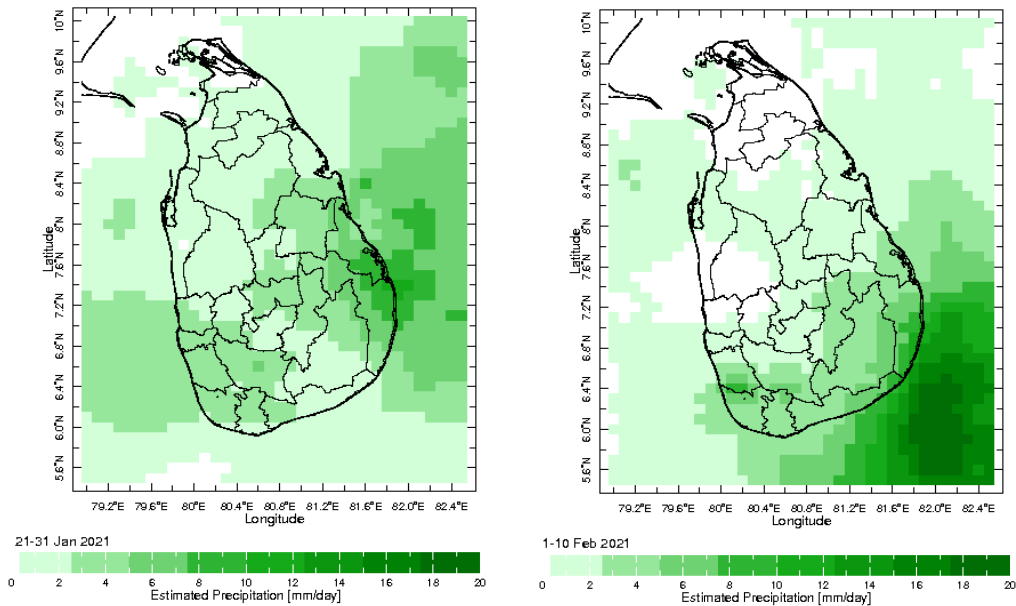 10°N
9.6°N
9.2°N
8.8°N
8.4°N
8°N
7.6°N
7.2°N
6.8°N
6.4°N
6.0°N
5.6°N
Latitude
79.2°E 79.6°E 80°E 80.4°E 80.8°E 81.2°E 81.6°E 82.0°E 82.4°E
Longitude
21-31 Jan 2021
0 2 4 6 8 10 12 14 16 18 20
Estimated Precipitation [mm/day]
10°N
9.6°N
9.2°N
8.8°N
8.4°N
8°N
7.6°N
7.2°N
6.8°N
6.4°N
6.0°N
5.6°N
Latitude
79.2°E 79.6°E 80°E 80.4°E 80.8°E 81.2°E 81.6°E 82.0°E 82.4°E
Longitude
1-10 Feb 2021
0 2 4 6 8 10 12 14 16 18 20
Estimated Precipitation [mm/day]